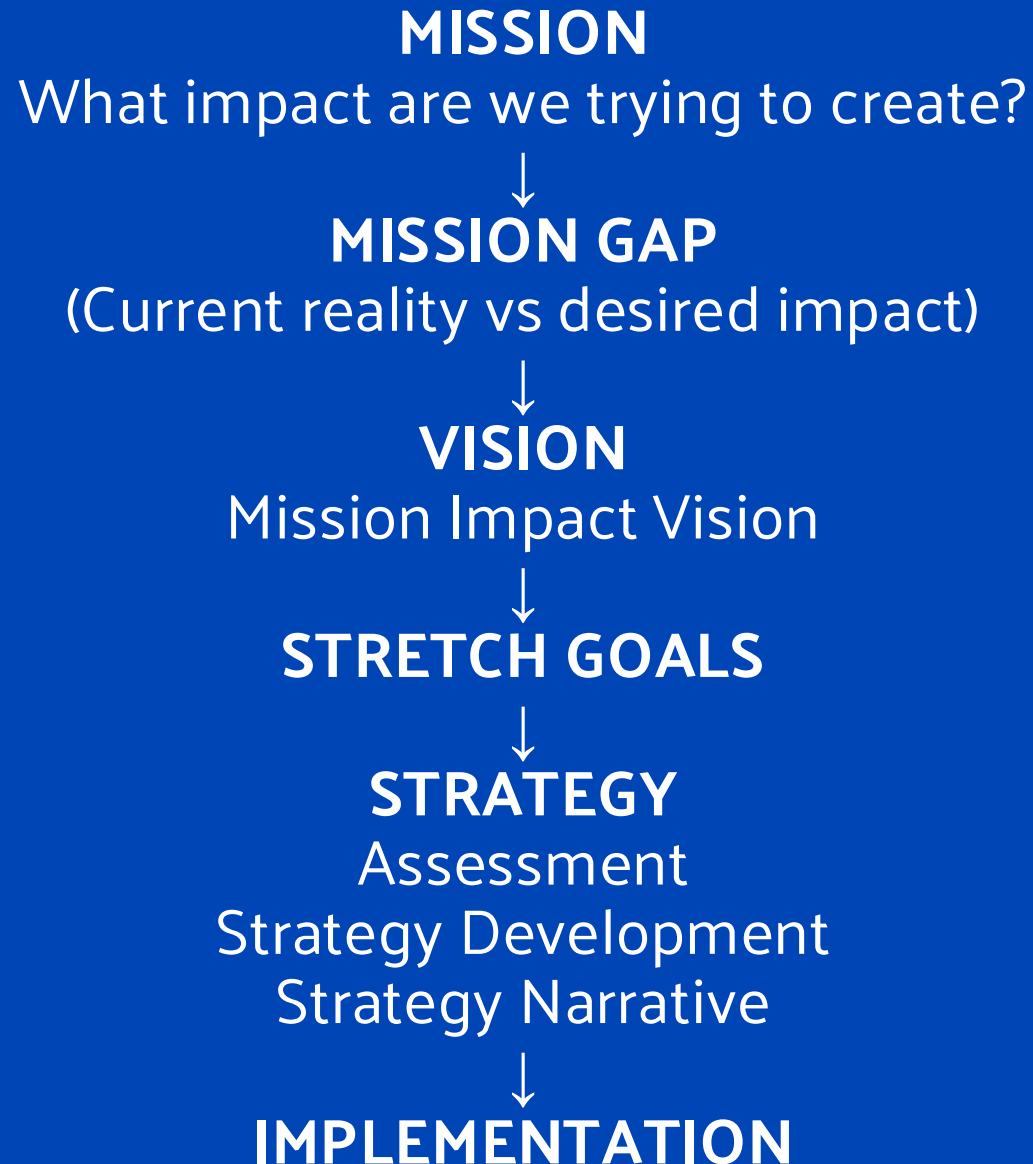 MISSION
What impact are we trying to create?
↓
MISSION GAP
(Current reality vs desired impact)
↓
VISION
Mission Impact Vision
↓
STRETCH GOALS
↓
STRATEGY
Assessment
Strategy Development
Strategy Narrative
↓
IMPLEMENTATION